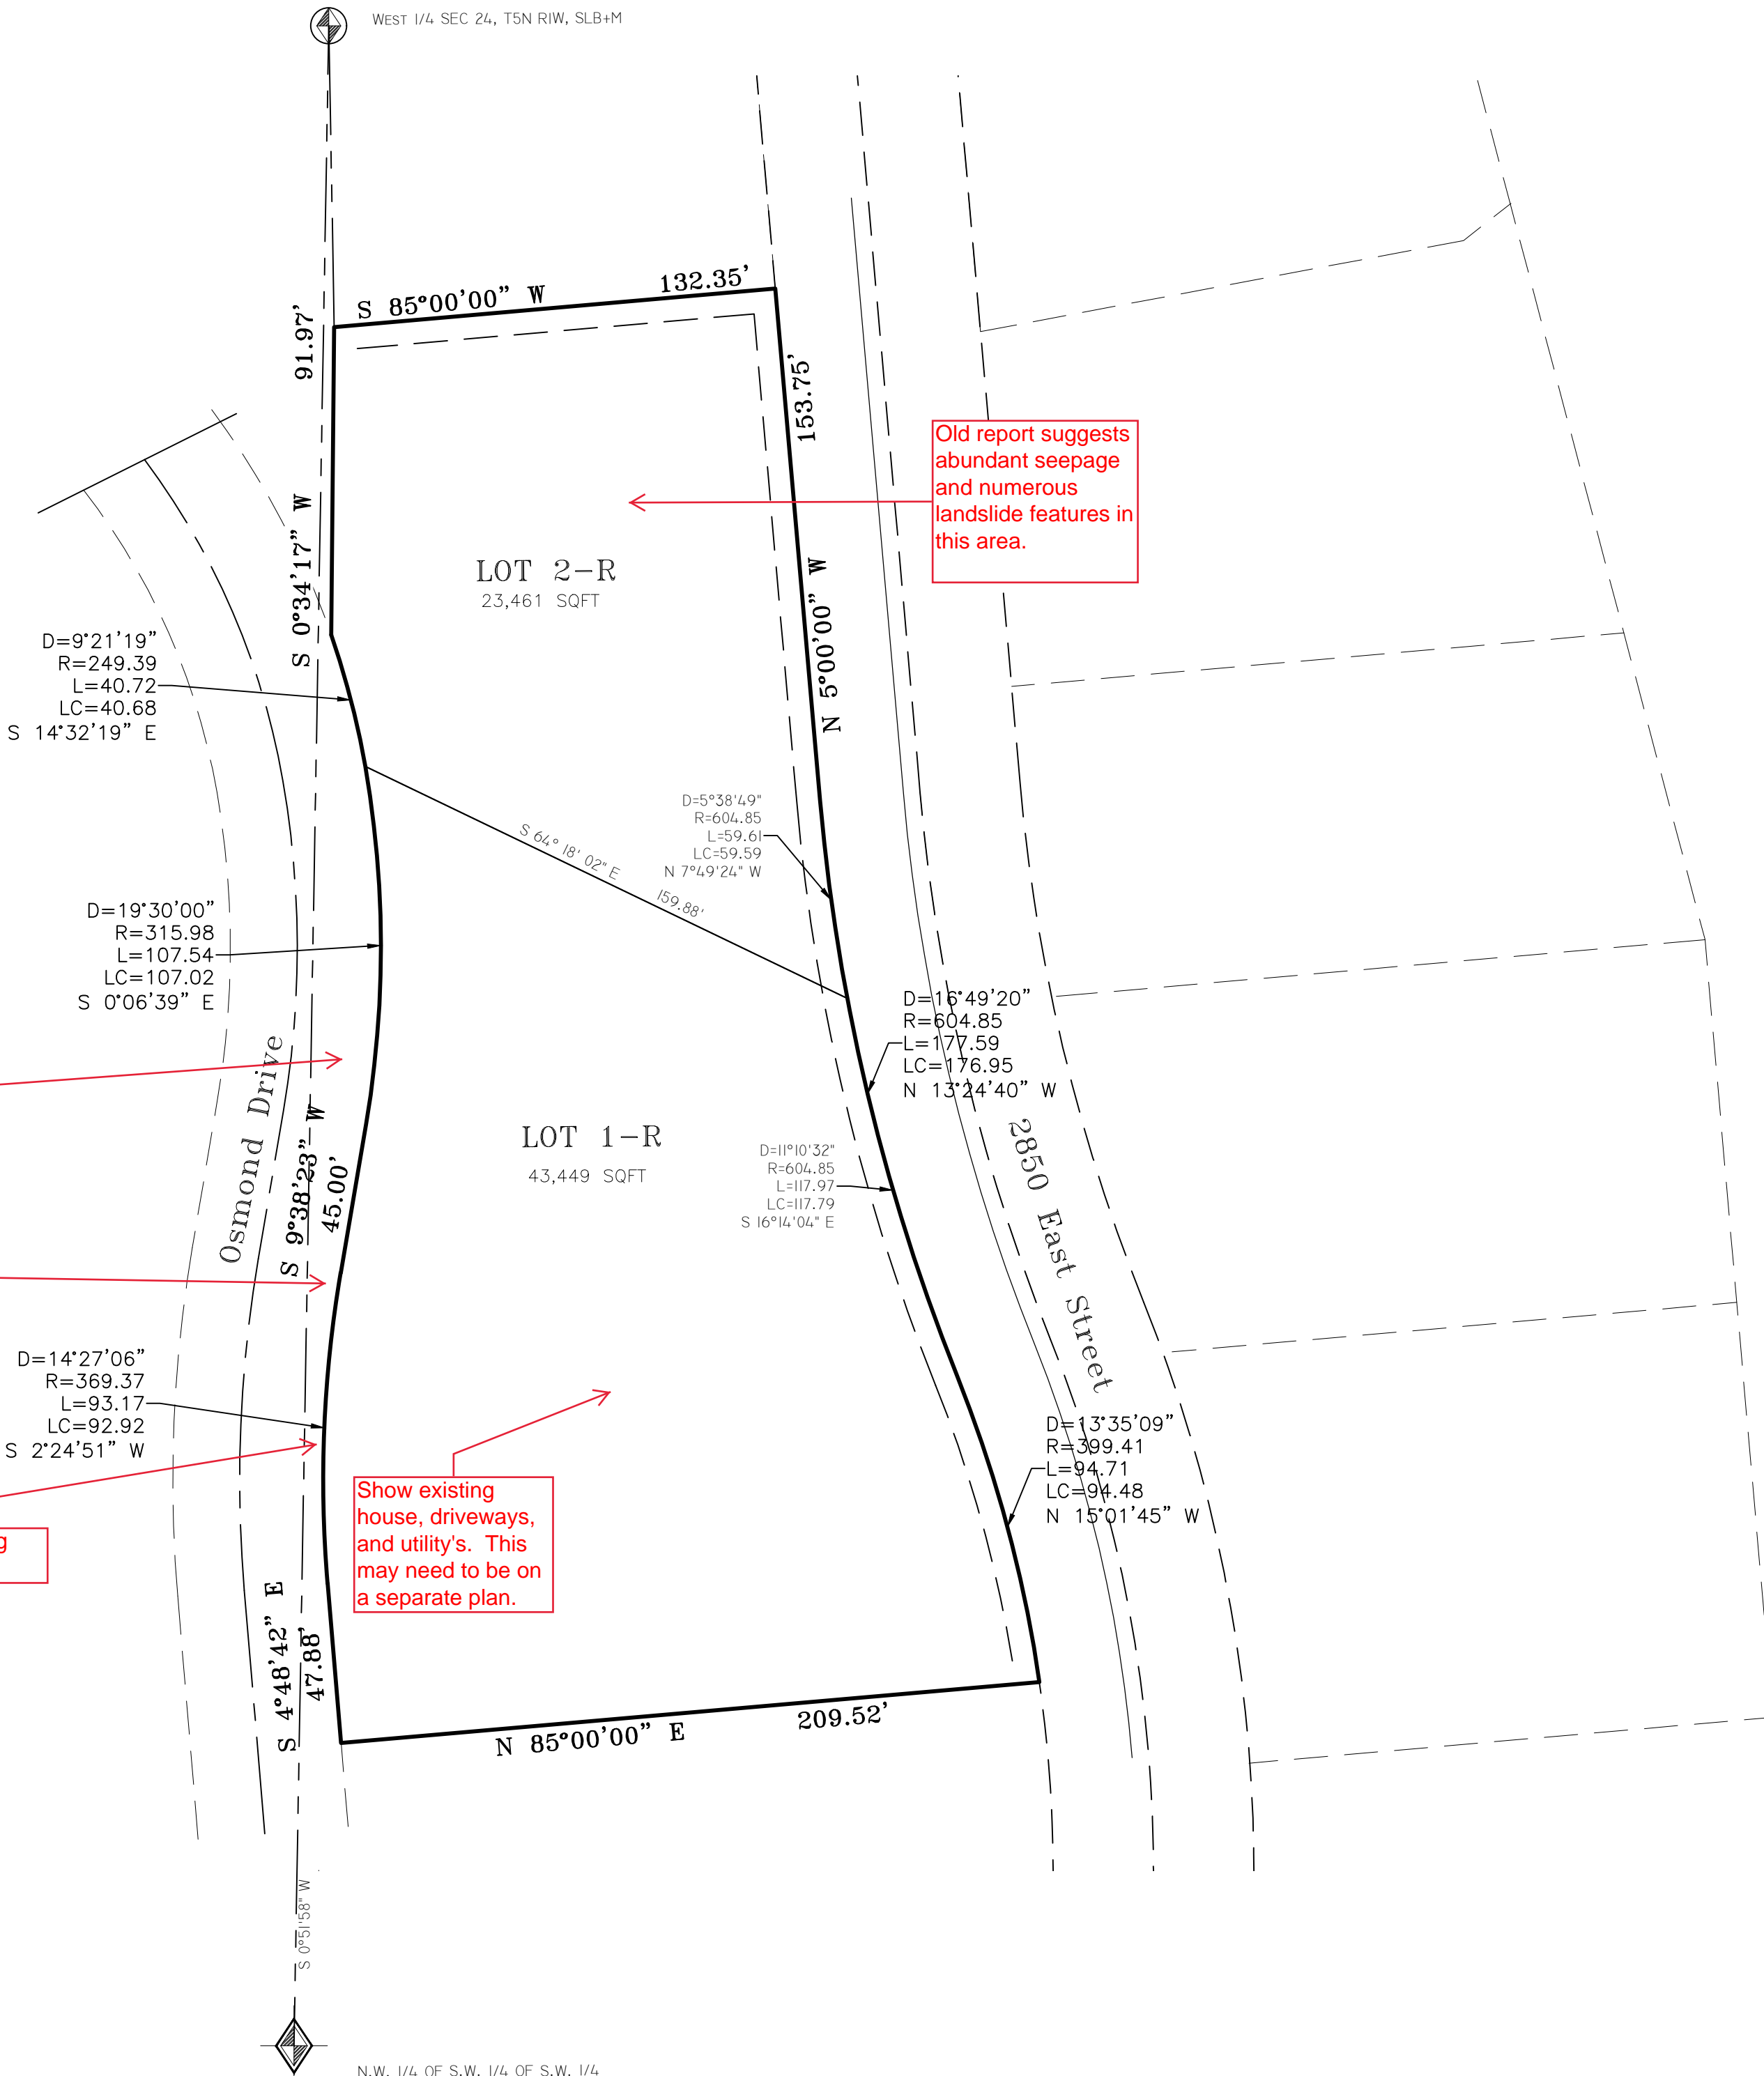 WEST 1/4 SEC 24, T5N R1W, SLB+M
S 85°00'00" W 132.35'
91.97'
S 0°34'17" W
153.75'
N 5°00'00" W
Old report suggests
abundant seepage
and numerous
landslide features in
this area.
LOT 2-R
23,461 SQFT
D=9°21'19"
R=249.39
L=40.72
LC=40.68
S 14°32'19" E
D=5°38'49"
R=604.85
L=59.61
LC=59.59
N 7°49'24" W
S 64° 18' 02" E 159.88'
D=19°30'00"
R=315.98
L=107.54
LC=107.02
S 0°06'39" E
D=16°49'20"
R=604.85
L=177.59
LC=176.95
N 13°24'40" W
Osmond Drive
S 9°38'23" W
45.00'
LOT 1-R
43,449 SQFT
D=11°10'32"
R=604.85
L=117.97
LC=117.79
S 16°14'04" E
2850 East Street
D=14°27'06"
R=369.37
L=93.17
LC=92.92
S 2°24'51" W
D=13°35'09"
R=399.41
L=94.71
LC=94.48
N 15°01'45" W
Show existing
house, driveways,
and utility's. This
may need to be on
a separate plan.
g
S 4°48'42" E
47.88'
N 85°00'00" E 209.52'
S 0°51'58" W
N.W. 1/4 OF S.W. 1/4 OF S.W. 1/4